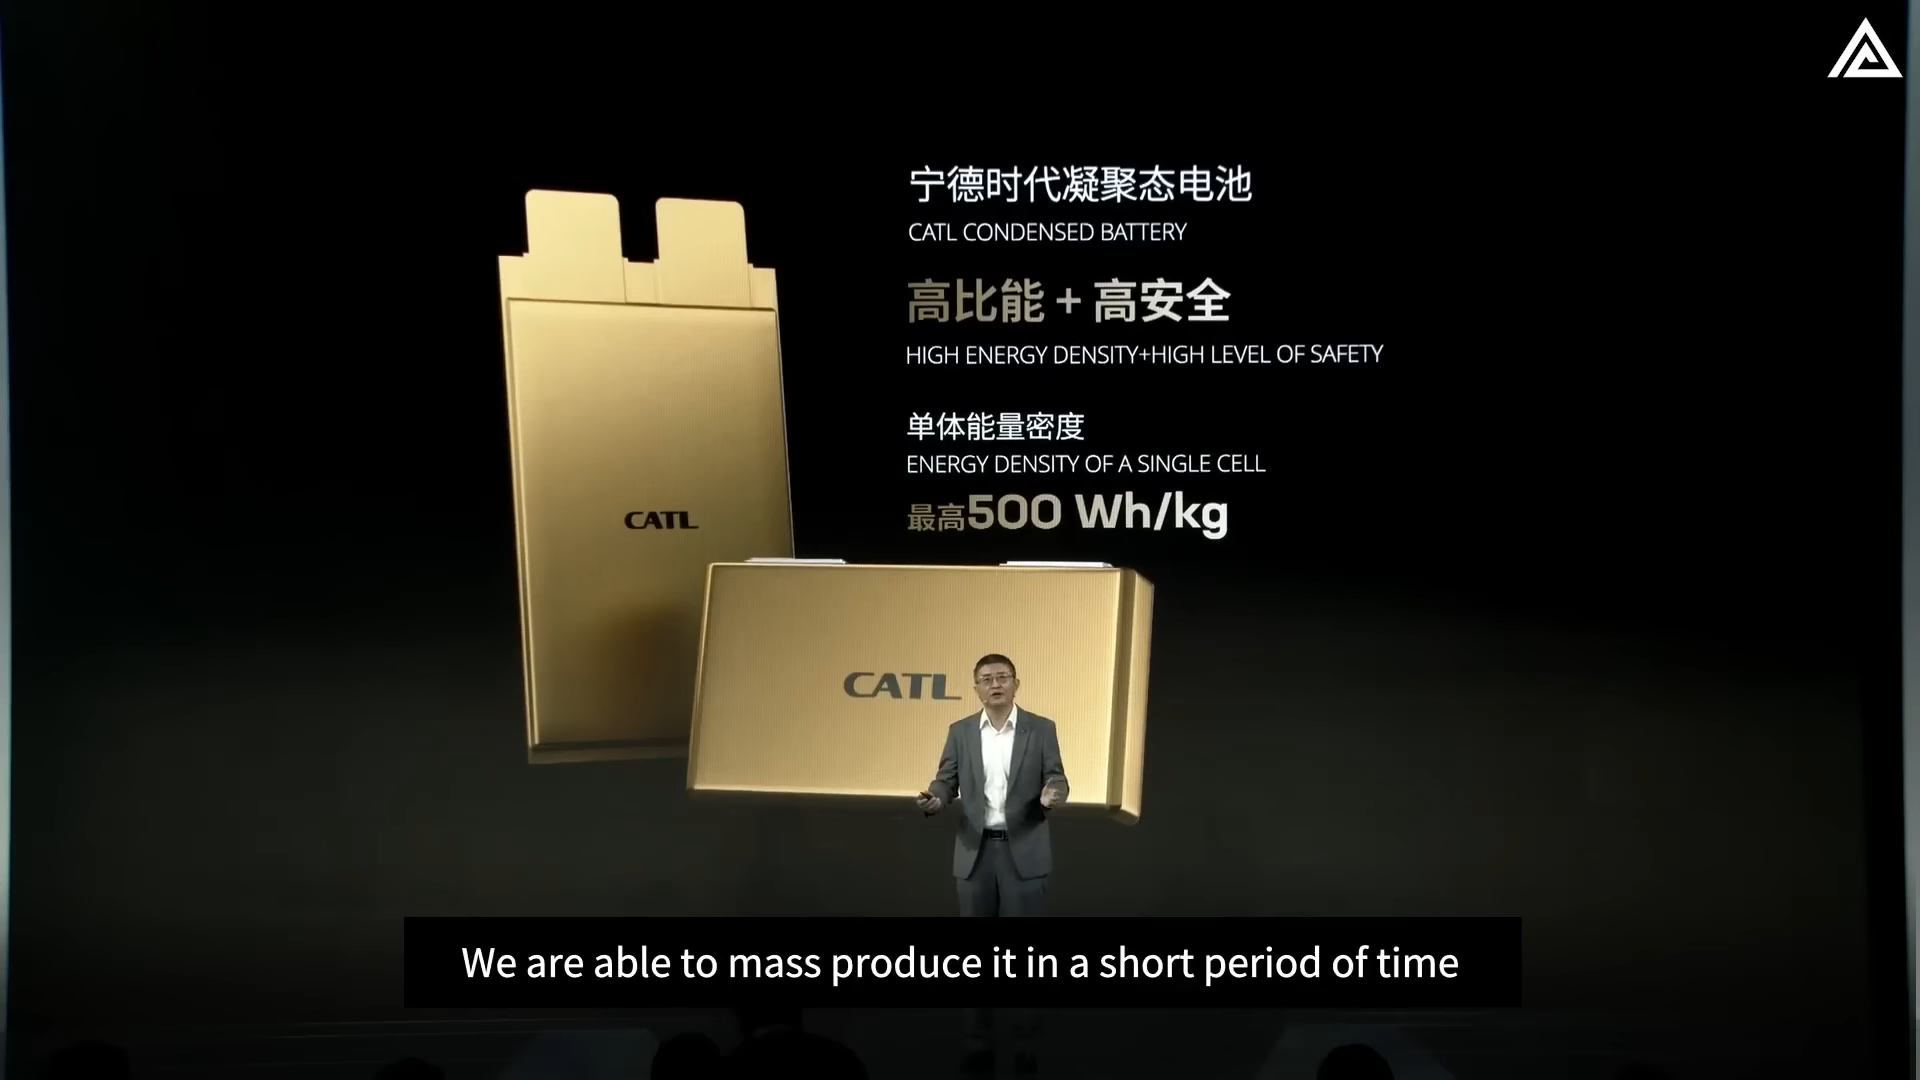 宁德时代凝聚态电池
CATL CONDENSED BATTERY
高比能 + 高安全
HIGH ENERGY DENSITY+HIGH LEVEL OF SAFETY
单体能量密度
ENERGY DENSITY OF A SINGLE CELL
最高500 Wh/kg
CATL
CATL
We are able to mass produce it in a short period of time